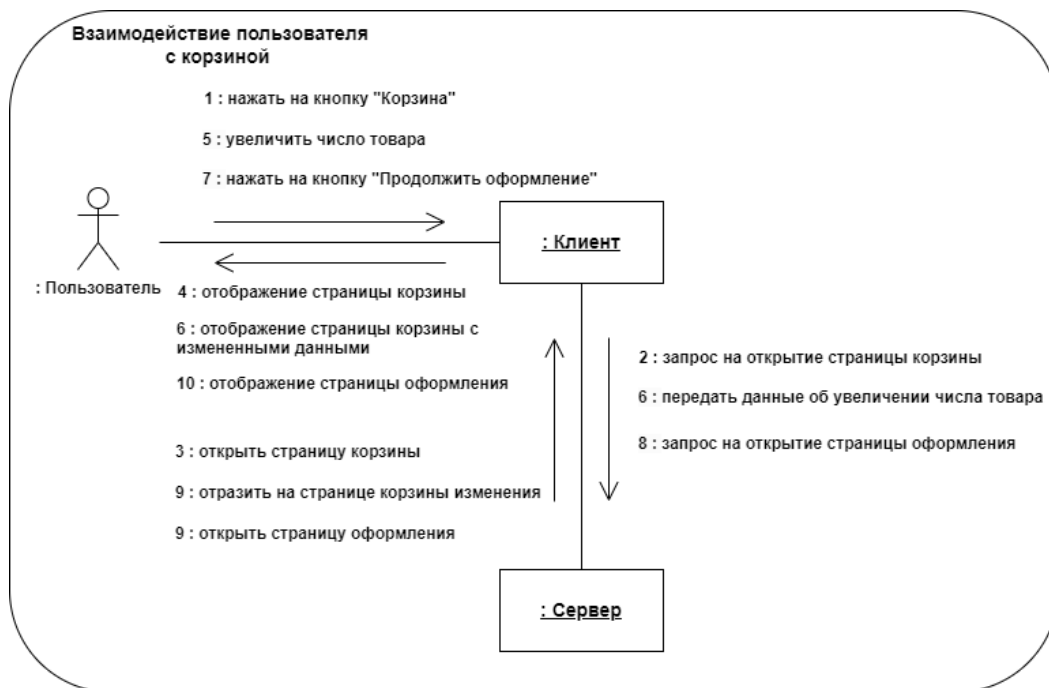 Взаимодействие пользователя
с корзиной
1 : нажать на кнопку "Корзина"
5 : увеличить число товара
7 : нажать на кнопку "Продолжить оформление"
: Клиент
: Пользователь
4 : отображение страницы корзины
6 : отображение страницы корзины с
измененными данными
10 : отображение страницы оформления
2 : запрос на открытие страницы корзины
6 : передать данные об увеличении числа товара
8 : запрос на открытие страницы оформления
3 : открыть страницу корзины
9 : отразить на странице корзины изменения
9 : открыть страницу оформления
: Сервер